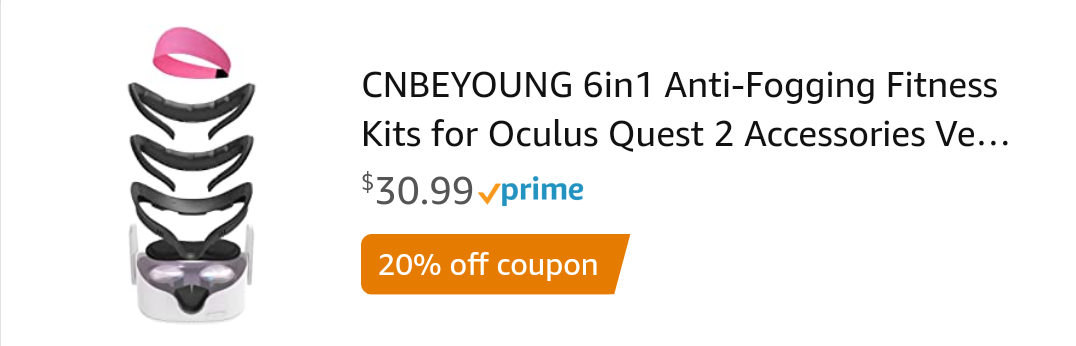 CNBEYOUNG 6in1 Anti-Fogging Fitness
Kits for Oculus Quest 2 Accessories Ve...
$30.99 prime
20% off coupon